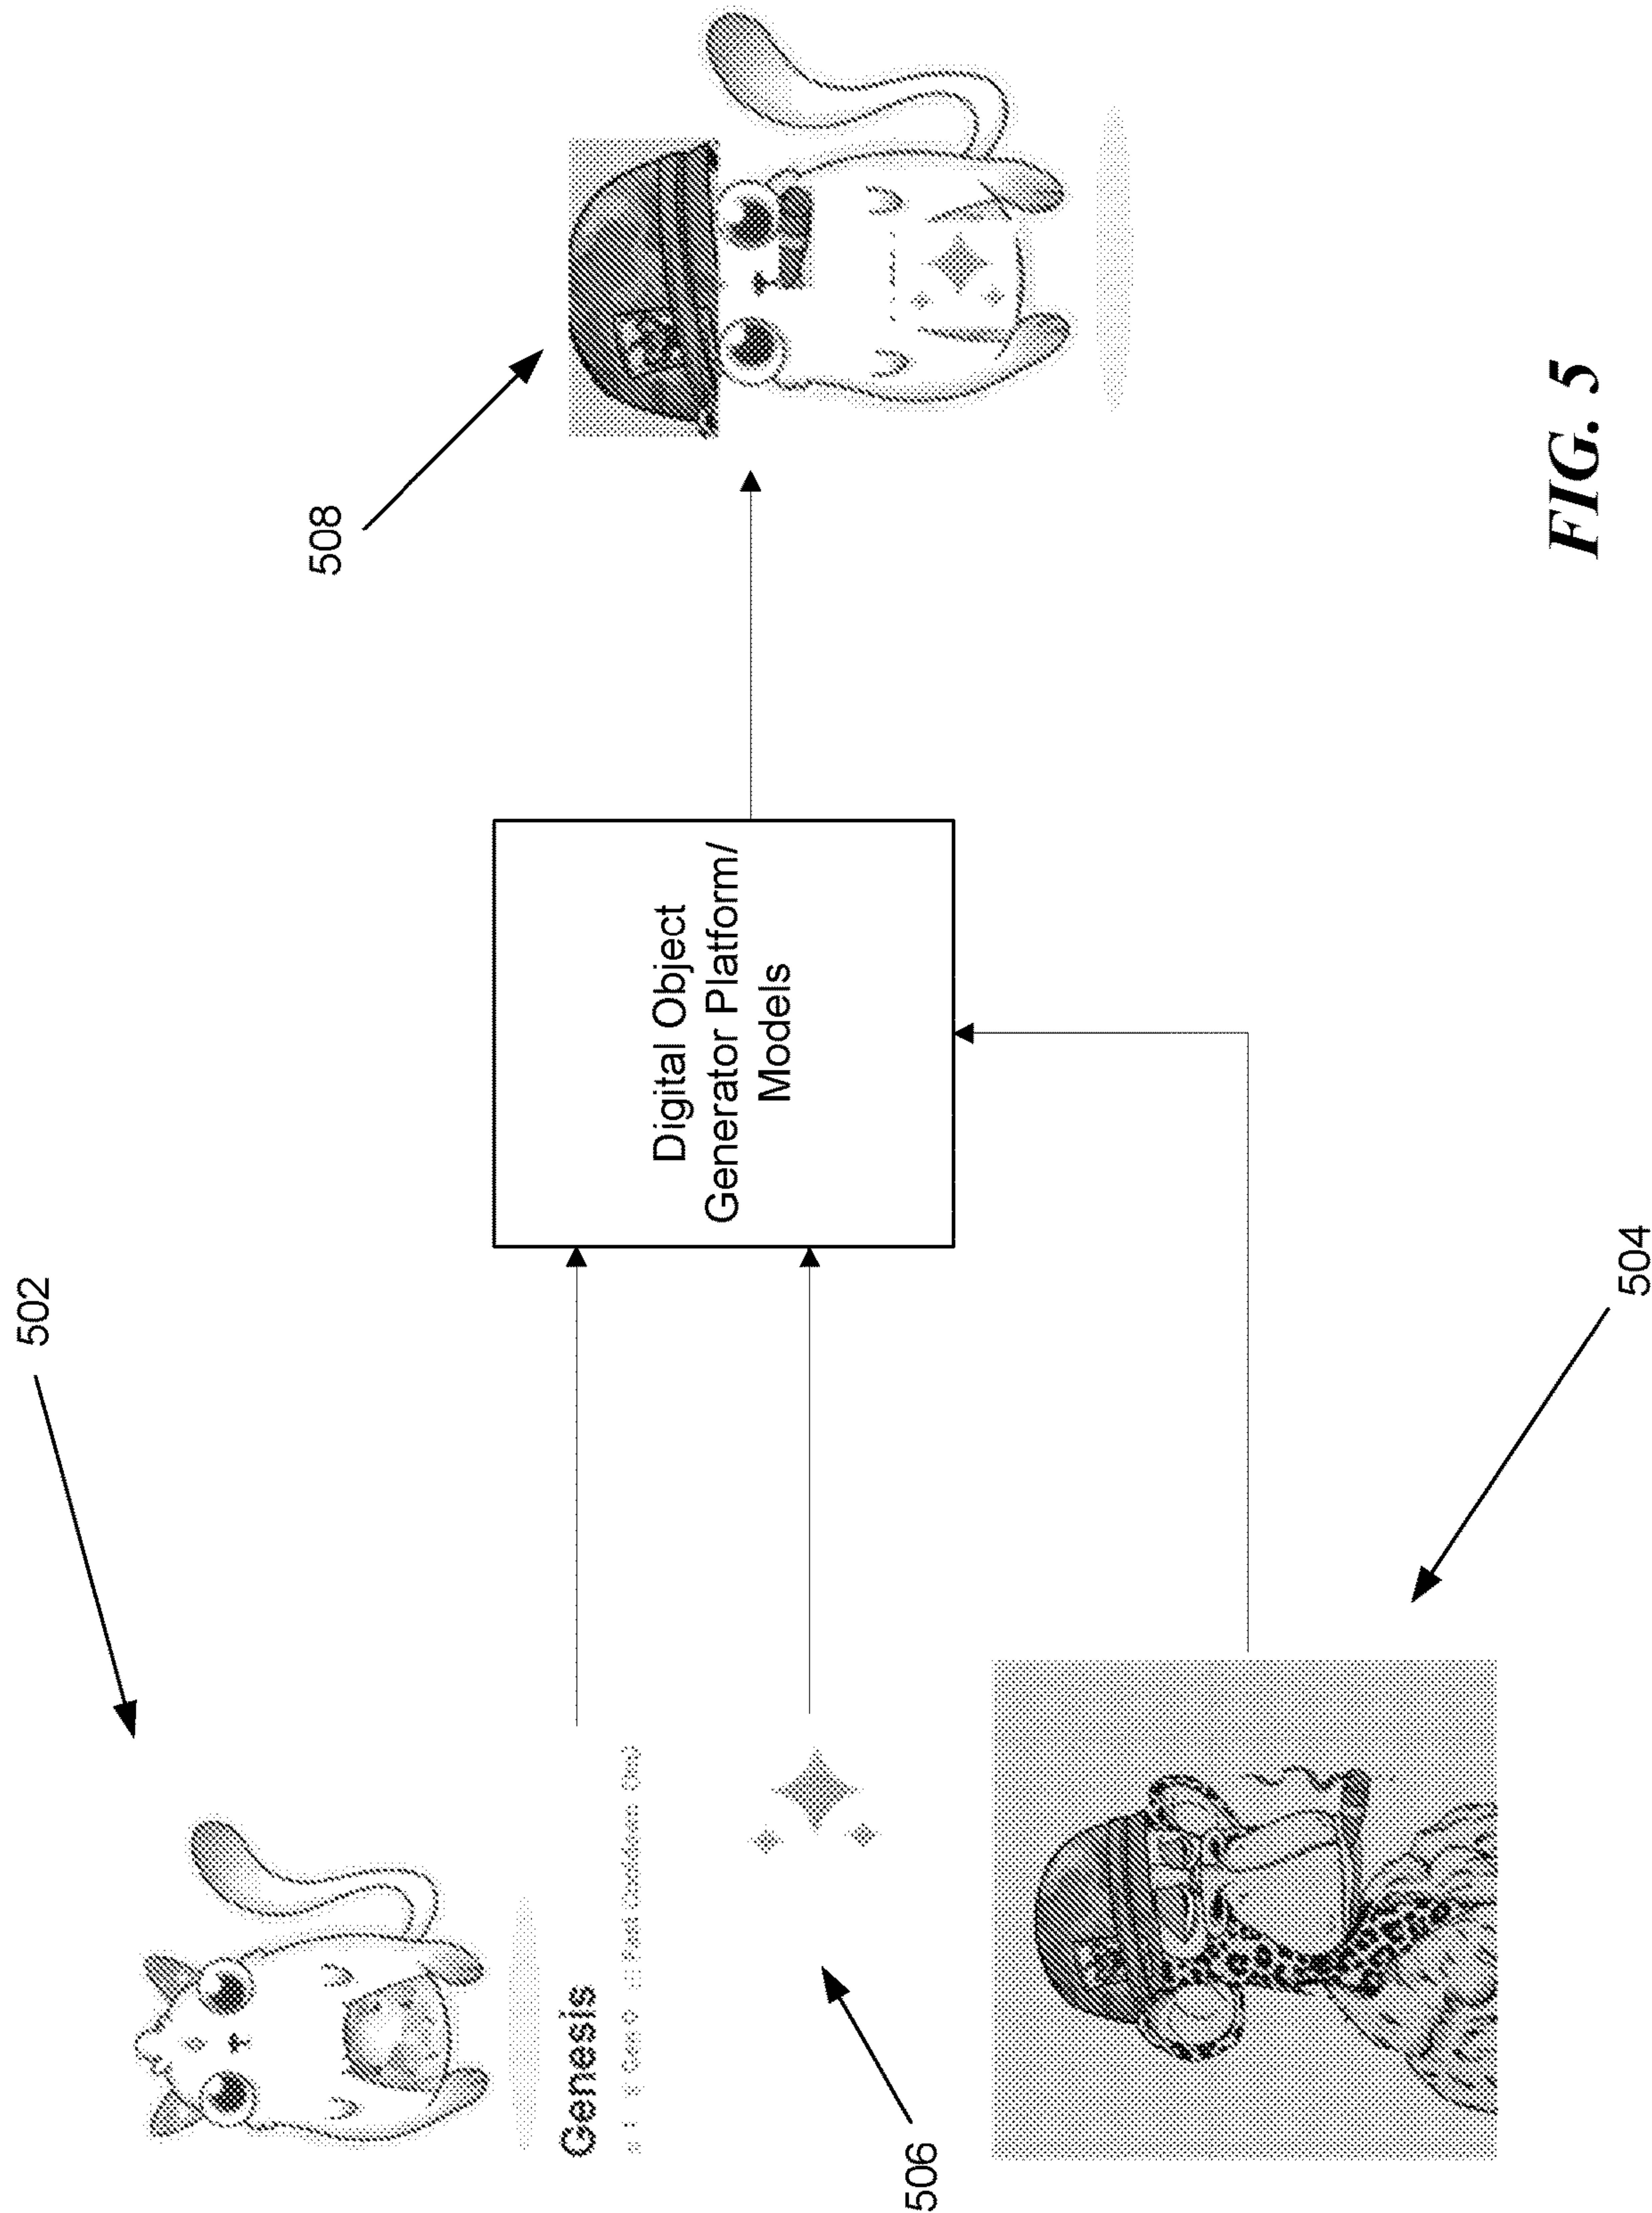 502
Genesis
506
504
Digital Object
Generator Platform/
Models
508
FIG. 5